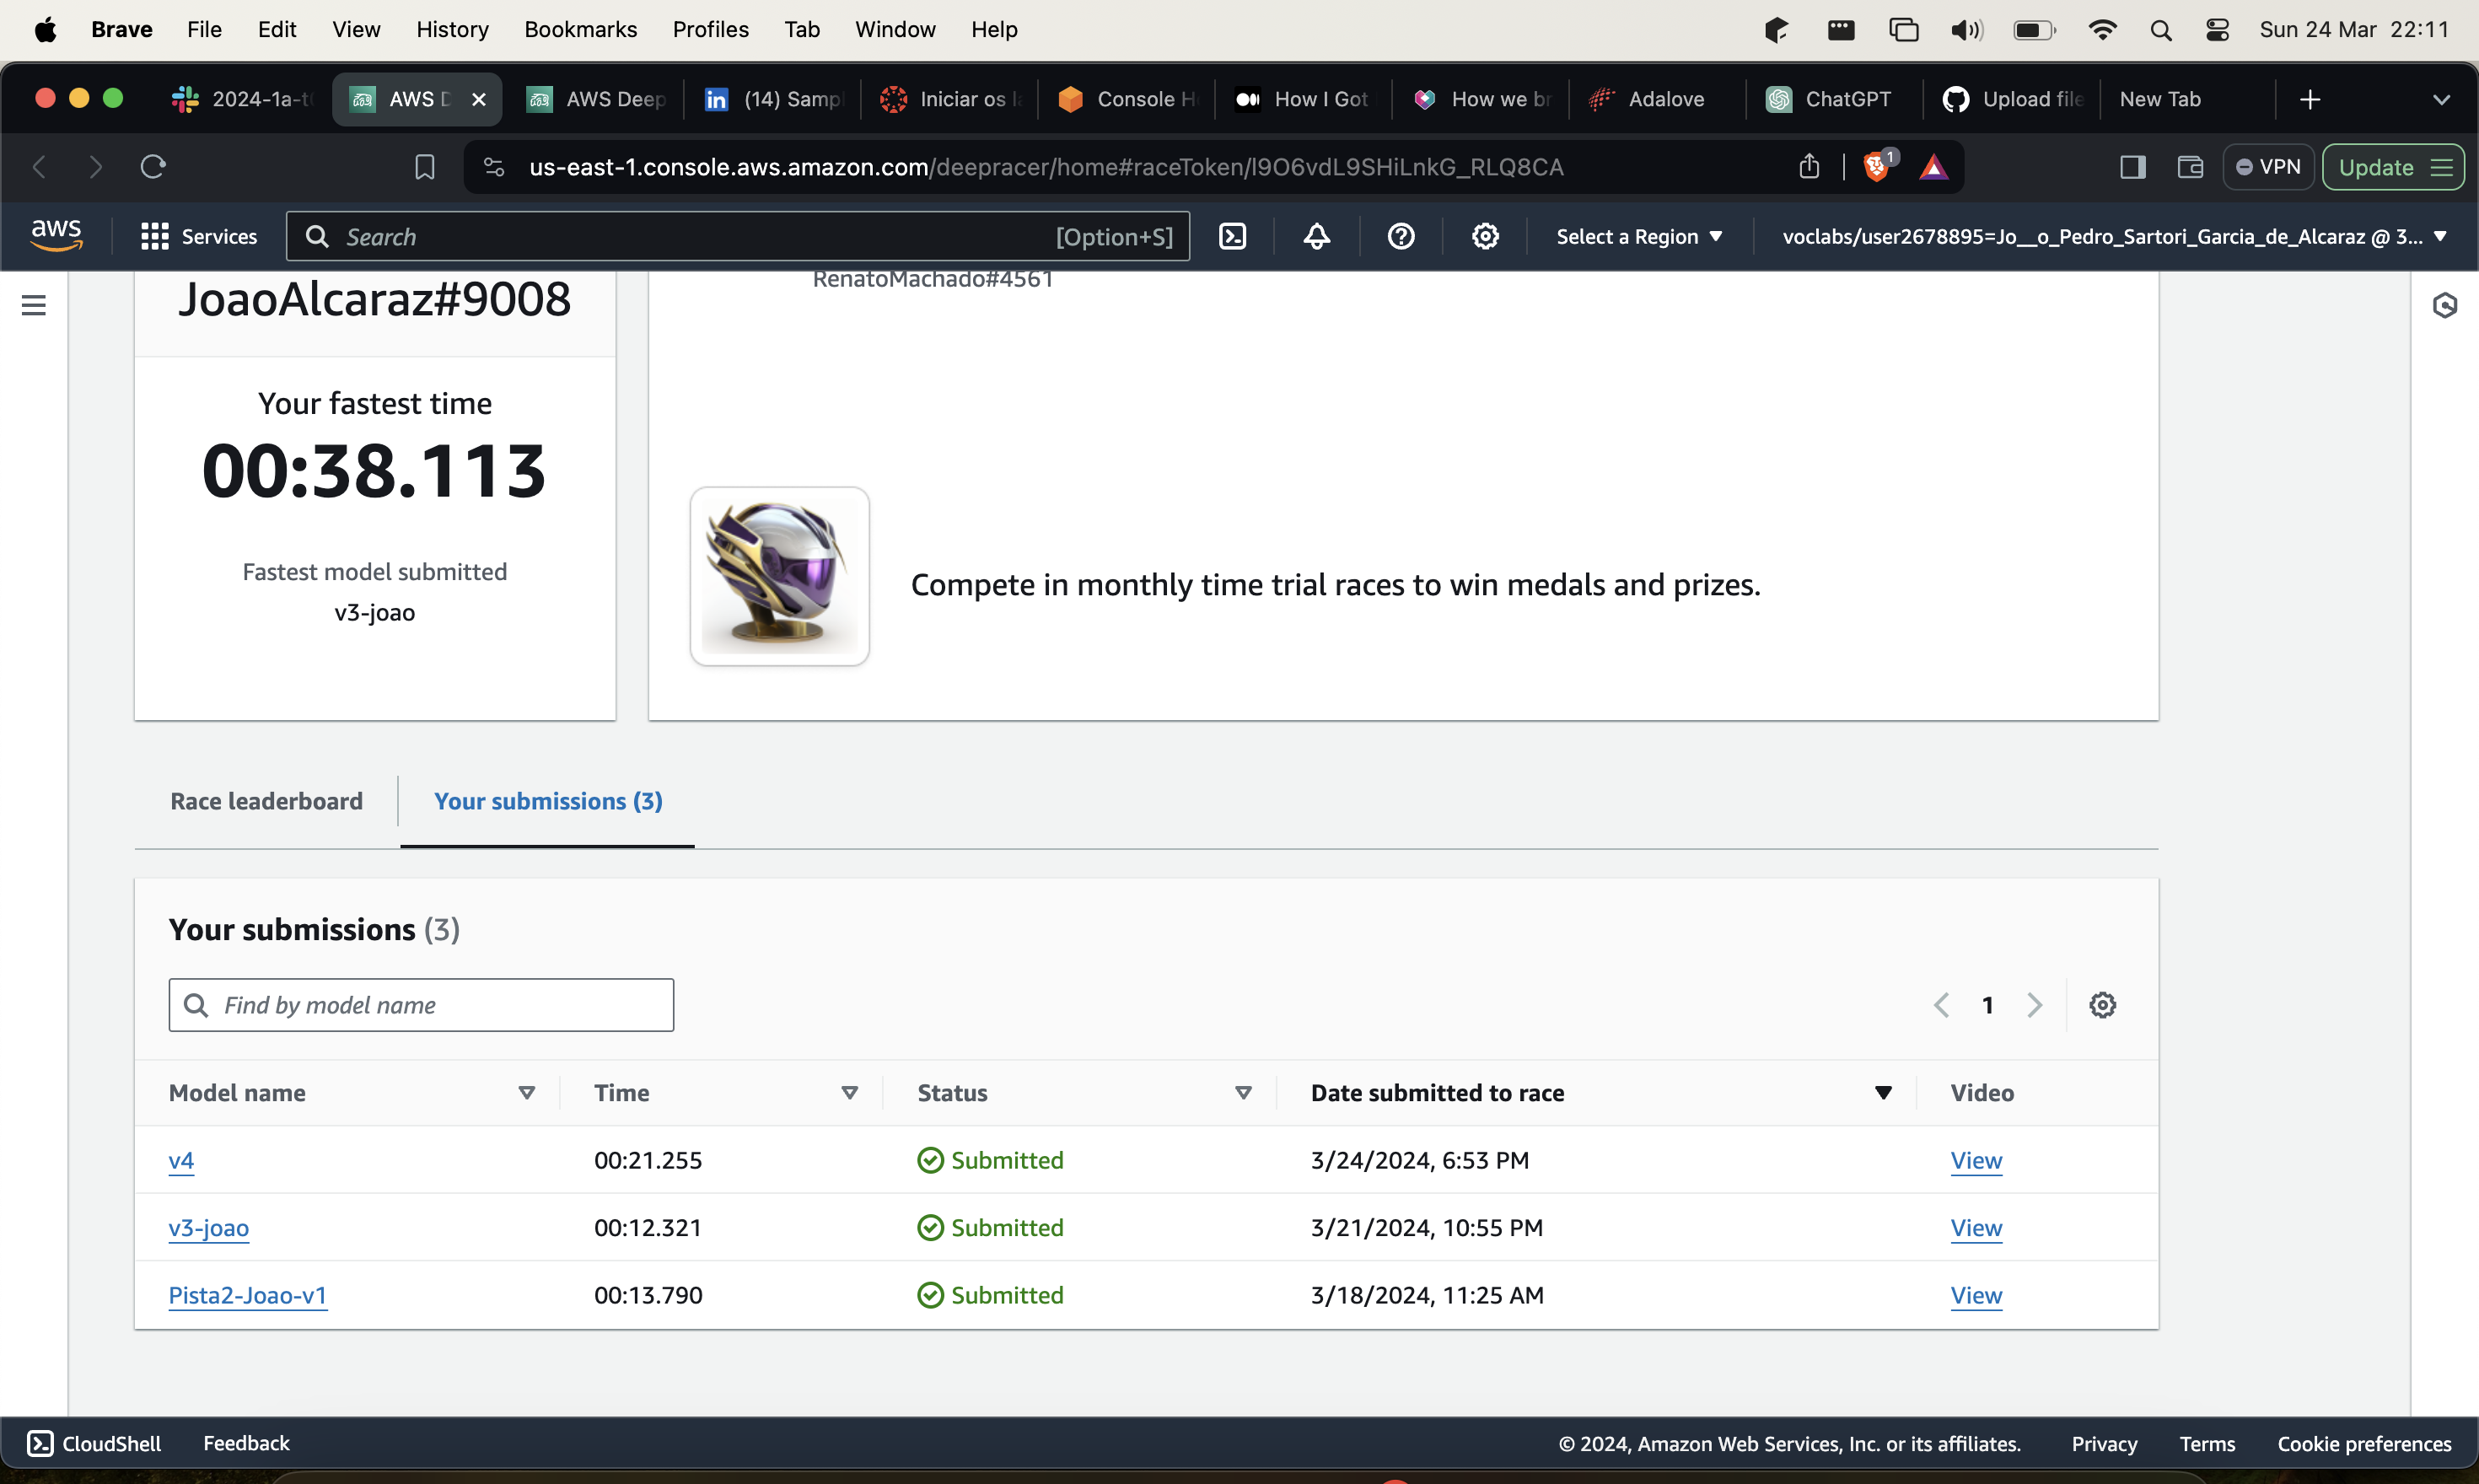 Brave File Edit View History Bookmarks Profiles Tab Window Help Sun 24 Mar 22:11
2024-1a-t AWS D AWS Deep (14) Samp Iniciar os la Console H How I Got How we br Adalove ChatGPT Upload file New Tab
us-east-1.console.aws.amazon.com/deepracer/home#raceToken/l9O6vdL9SHiLnkG_RLQ8CA 1 VPN Update
aws Services Search [Option+S] Select a Region voclabs/user2678895=Jo__o_Pedro_Sartori_Garcia_de_Alcaraz @ 3...
RenatoMachado#4561
JoaoAlcaraz#9008
Your fastest time
00:38.113
Fastest model submitted
v3-joao
Compete in monthly time trial races to win medals and prizes.
Race leaderboard Your submissions (3)
Your submissions (3)
Find by model name 1
Model name Time Status Date submitted to race Video
v4 00:21.255 Submitted 3/24/2024, 6:53 PM View
v3-joao 00:12.321 Submitted 3/21/2024, 10:55 PM View
Pista2-Joao-v1 00:13.790 Submitted 3/18/2024, 11:25 AM View
CloudShell Feedback © 2024, Amazon Web Services, Inc. or its affiliates. Privacy Terms Cookie preferences